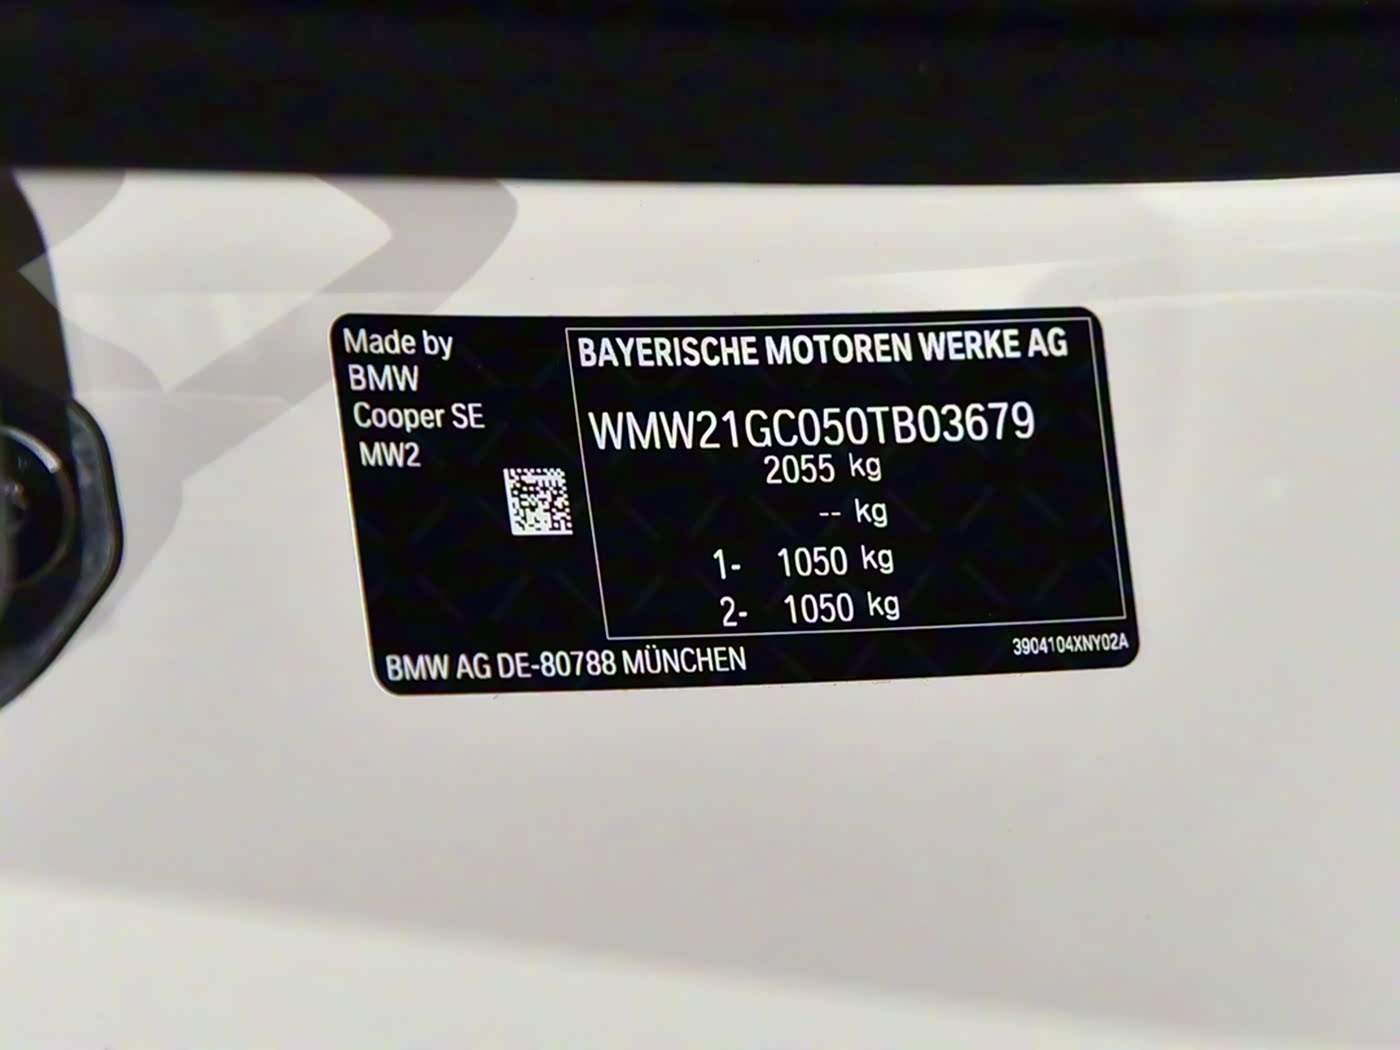 Made by
BMW
Cooper SE
MW2
BAYERISCHE MOTOREN WERKE AG
WMW21GC050TB03679
2055 kg
-- kg
1- 1050 kg
2- 1050 kg
BMW AG DE-80788 MÜNCHEN
3904104XNY02A